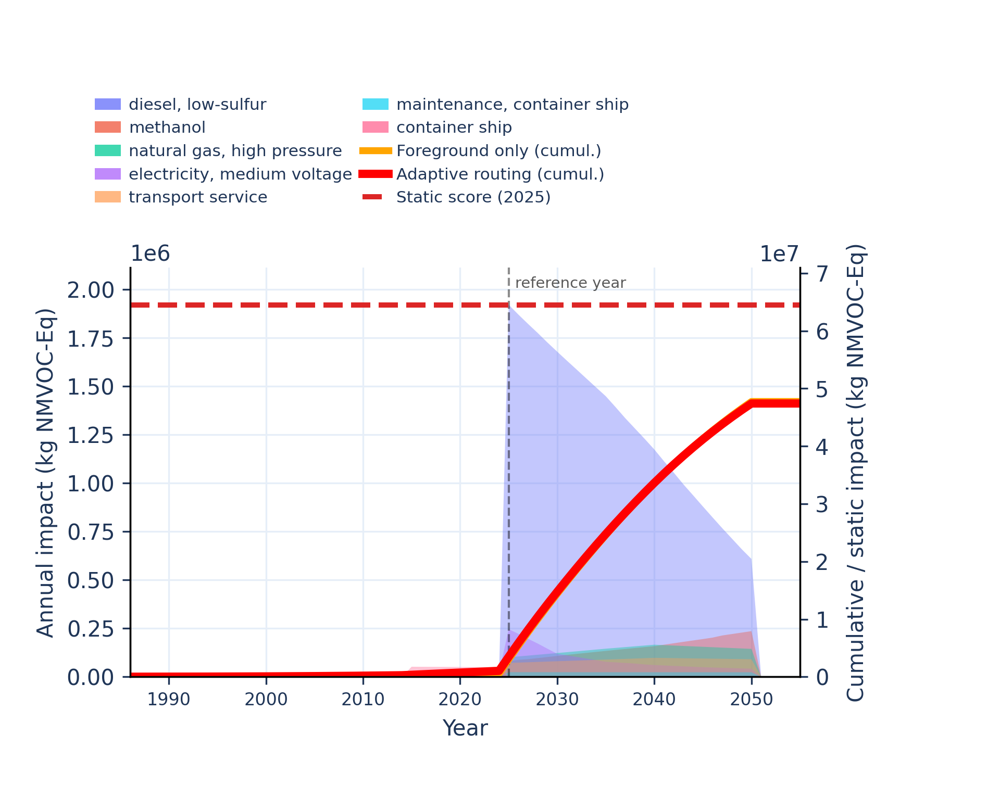 diesel, low-sulfur
methanol
natural gas, high pressure
electricity, medium voltage
transport service
maintenance, container ship
container ship
Foreground only (cumul.)
Adaptive routing (cumul.)
Static score (2025)
1e6
1e7
reference year
Annual impact (kg NMVOC-Eq)
2.00
1.75
1.50
1.25
1.00
0.75
0.50
0.25
0.00
7
6
5
4
3
2
1
0
Cumulative / static impact (kg NMVOC-Eq)
1990 2000 2010 2020 2030 2040 2050
Year